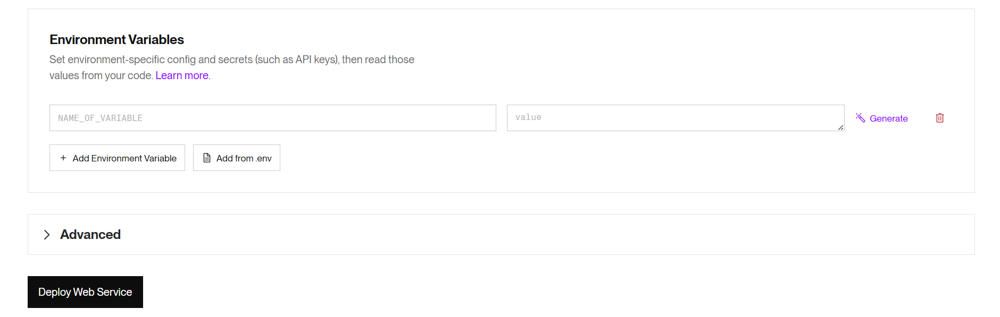 Environment Variables
Set environment-specific config and secrets (such as API keys), then read those
values from your code. Learn more.
NAME_OF_VARIABLE
value
Generate
Add Environment Variable
Add from .env
Advanced
Deploy Web Service